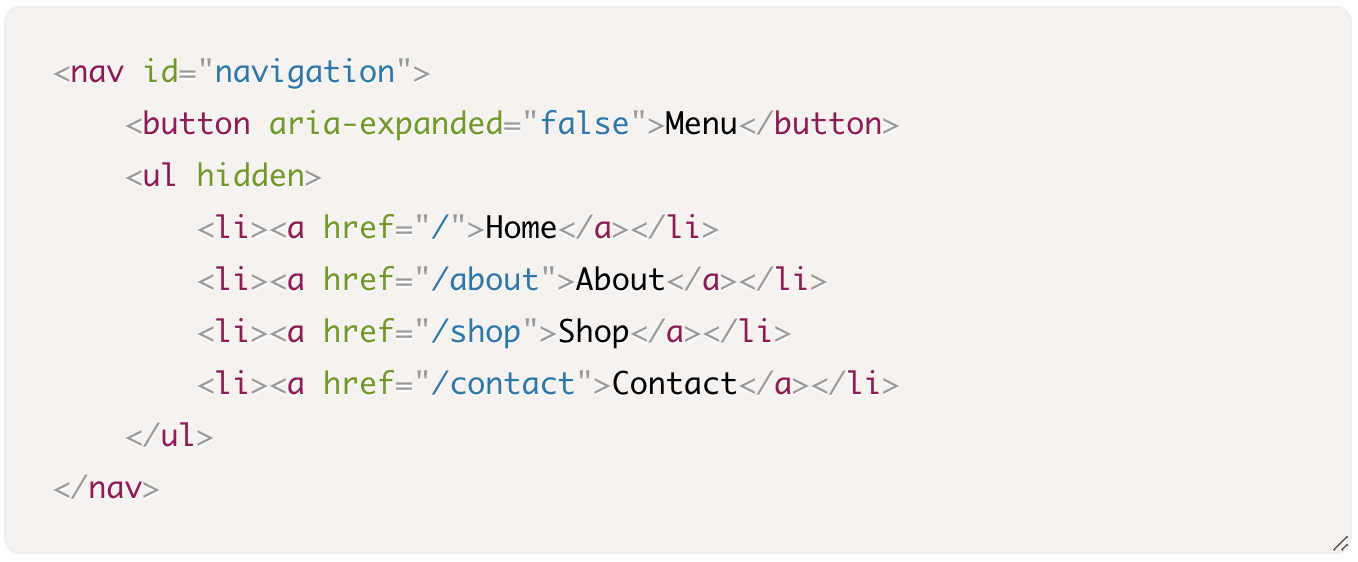 <nav id="navigation">
    <button aria-expanded="false">Menu</button>
    <ul hidden>
        <li><a href="/">Home</a></li>
        <li><a href="/about">About</a></li>
        <li><a href="/shop">Shop</a></li>
        <li><a href="/contact">Contact</a></li>
    </ul>
</nav>